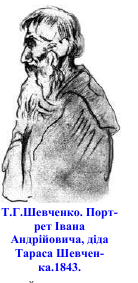 Т.Г.Шевченко. Порт-
рет Івана
Андрійовича, діда
Тараса Шевчен-
ка.1843.